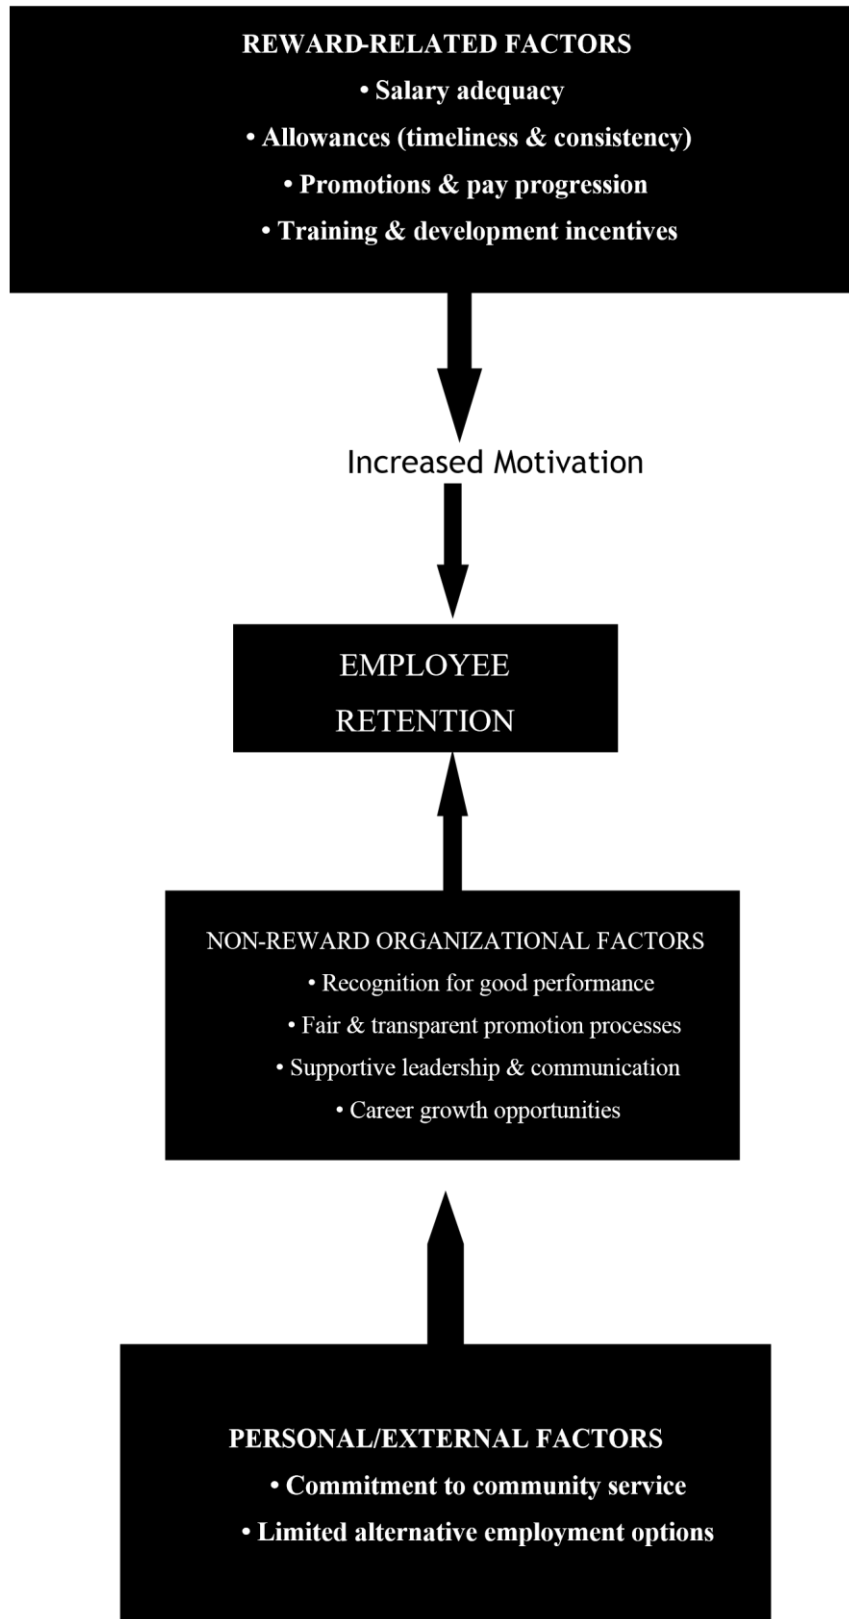 REWARD-RELATED FACTORS
• Salary adequacy
• Allowances (timeliness & consistency)
• Promotions & pay progression
• Training & development incentives
Increased Motivation
EMPLOYEE
RETENTION
NON-REWARD ORGANIZATIONAL FACTORS
• Recognition for good performance
• Fair & transparent promotion processes
• Supportive leadership & communication
• Career growth opportunities
PERSONAL/EXTERNAL FACTORS
• Commitment to community service
• Limited alternative employment options